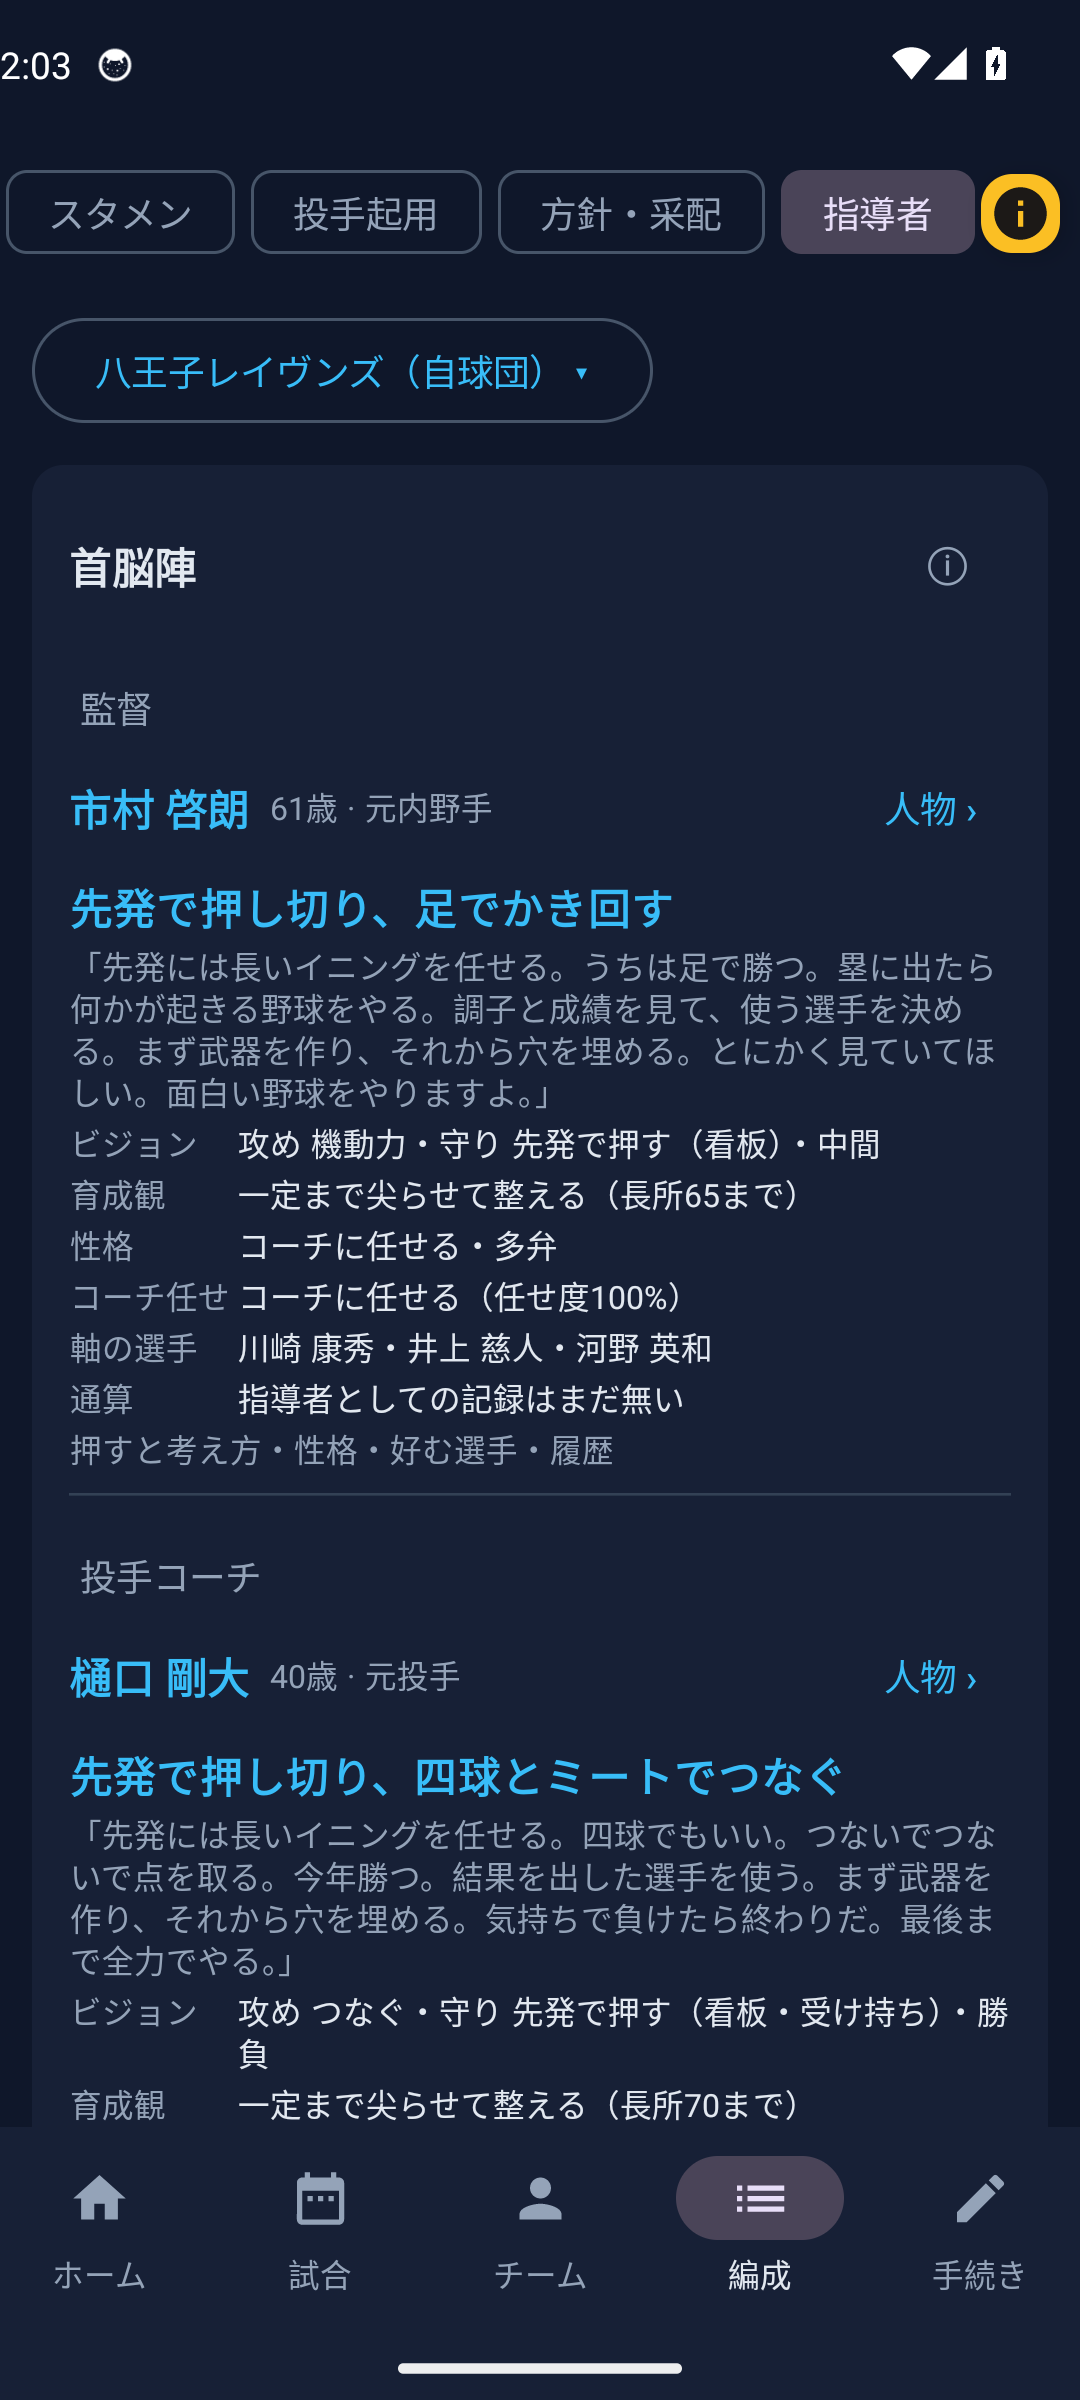 2:03
スタメン 投手起用 方針・采配 指導者
八王子レイヴンズ（自球団） ▾
首脳陣
監督
市村 啓朗 61歳 · 元内野手 人物 ›
先発で押し切り、足でかき回す
「先発には長いイニングを任せる。うちは足で勝つ。塁に出たら
何かが起きる野球をやる。調子と成績を見て、使う選手を決め
る。まず武器を作り、それから穴を埋める。とにかく見ていてほ
しい。面白い野球をやりますよ。」
ビジョン 攻め 機動力・守り 先発で押す（看板）・中間
育成観 一定まで尖らせて整える（長所65まで）
性格 コーチに任せる・多弁
コーチ任せ コーチに任せる（任せ度100%）
軸の選手 川崎 康秀・井上 慈人・河野 英和
通算 指導者としての記録はまだ無い
押すと考え方・性格・好む選手・履歴
投手コーチ
樋口 剛大 40歳 · 元投手 人物 ›
先発で押し切り、四球とミートでつなぐ
「先発には長いイニングを任せる。四球でもいい。つないでつな
いで点を取る。今年勝つ。結果を出した選手を使う。まず武器を
作り、それから穴を埋める。気持ちで負けたら終わりだ。最後ま
で全力でやる。」
ビジョン 攻め つなぐ・守り 先発で押す（看板・受け持ち）・勝
負
育成観 一定まで尖らせて整える（長所70まで）
ホーム 試合 チーム 編成 手続き